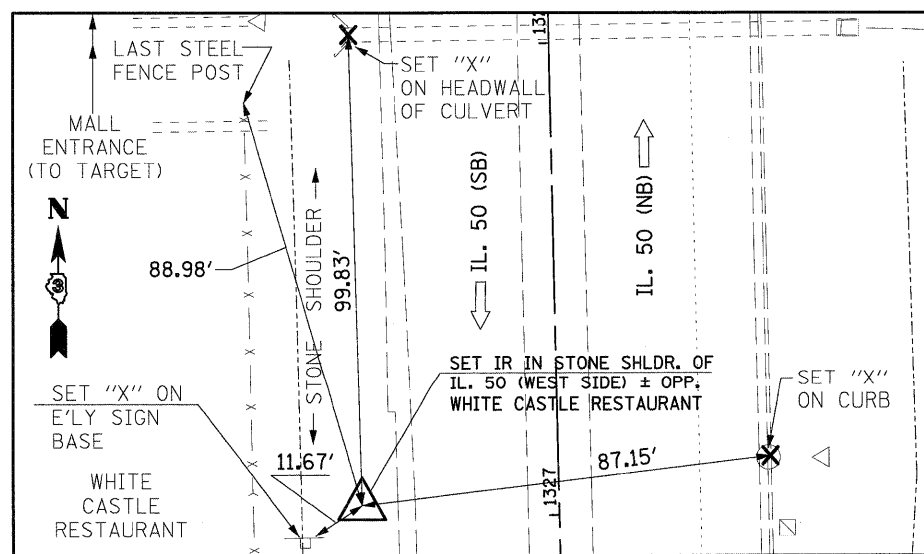 LAST STEEL
FENCE POST
SET "X"
ON HEADWALL
OF CULVERT
MALL
ENTRANCE
(TO TARGET)
N
3
88.98'
STONE SHOULDER
99.83'
IL. 50 (SB)
IL. 50 (NB)
SET IR IN STONE SHLDR. OF
IL. 50 (WEST SIDE) ± OPP.
WHITE CASTLE RESTAURANT
SET "X"
ON CURB
SET "X" ON
E'LY SIGN
BASE
11.67'
87.15'
1327
WHITE
CASTLE
RESTAURANT